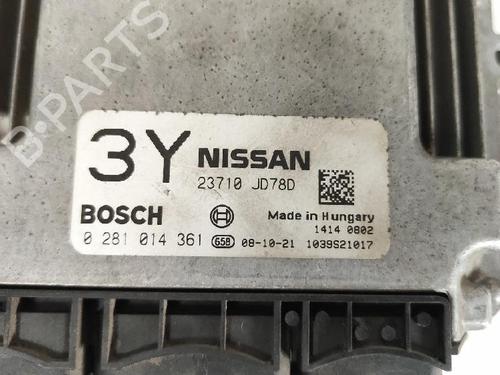 B-PARTS
3Y NISSAN
23710 JD78D
BOSCH Made in Hungary
1414 0802
0 281 014 361 G5B 08-10-21 1039S21017